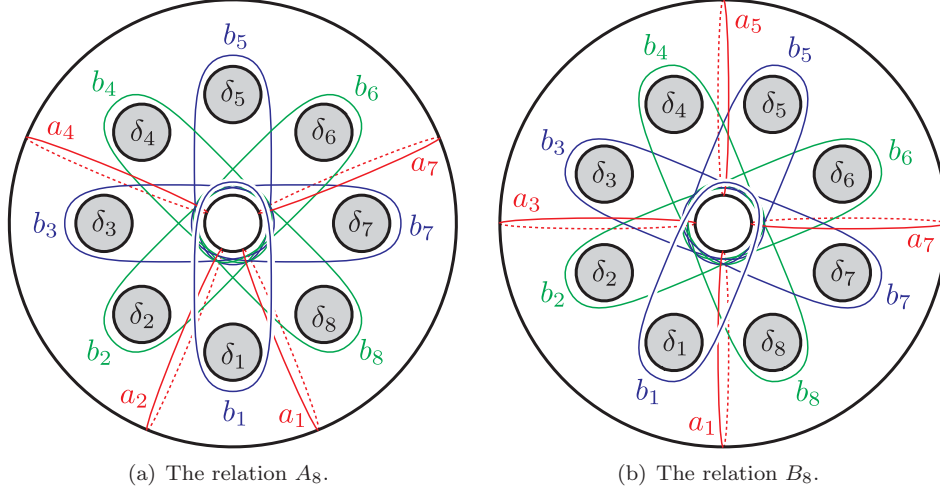 b₅
b₄
b₆
δ₅
δ₄
δ₆
a₄
a₇
b₃
δ₃
δ₇
b₇
δ₂
δ₈
b₂
δ₁
b₈
a₂
a₁
b₁
(a) The relation A₈.
a₅
b₄
b₅
δ₄
δ₅
b₃
b₆
δ₃
δ₆
a₃
a₇
δ₂
δ₇
b₂
b₇
δ₁
δ₈
b₁
b₈
a₁
(b) The relation B₈.